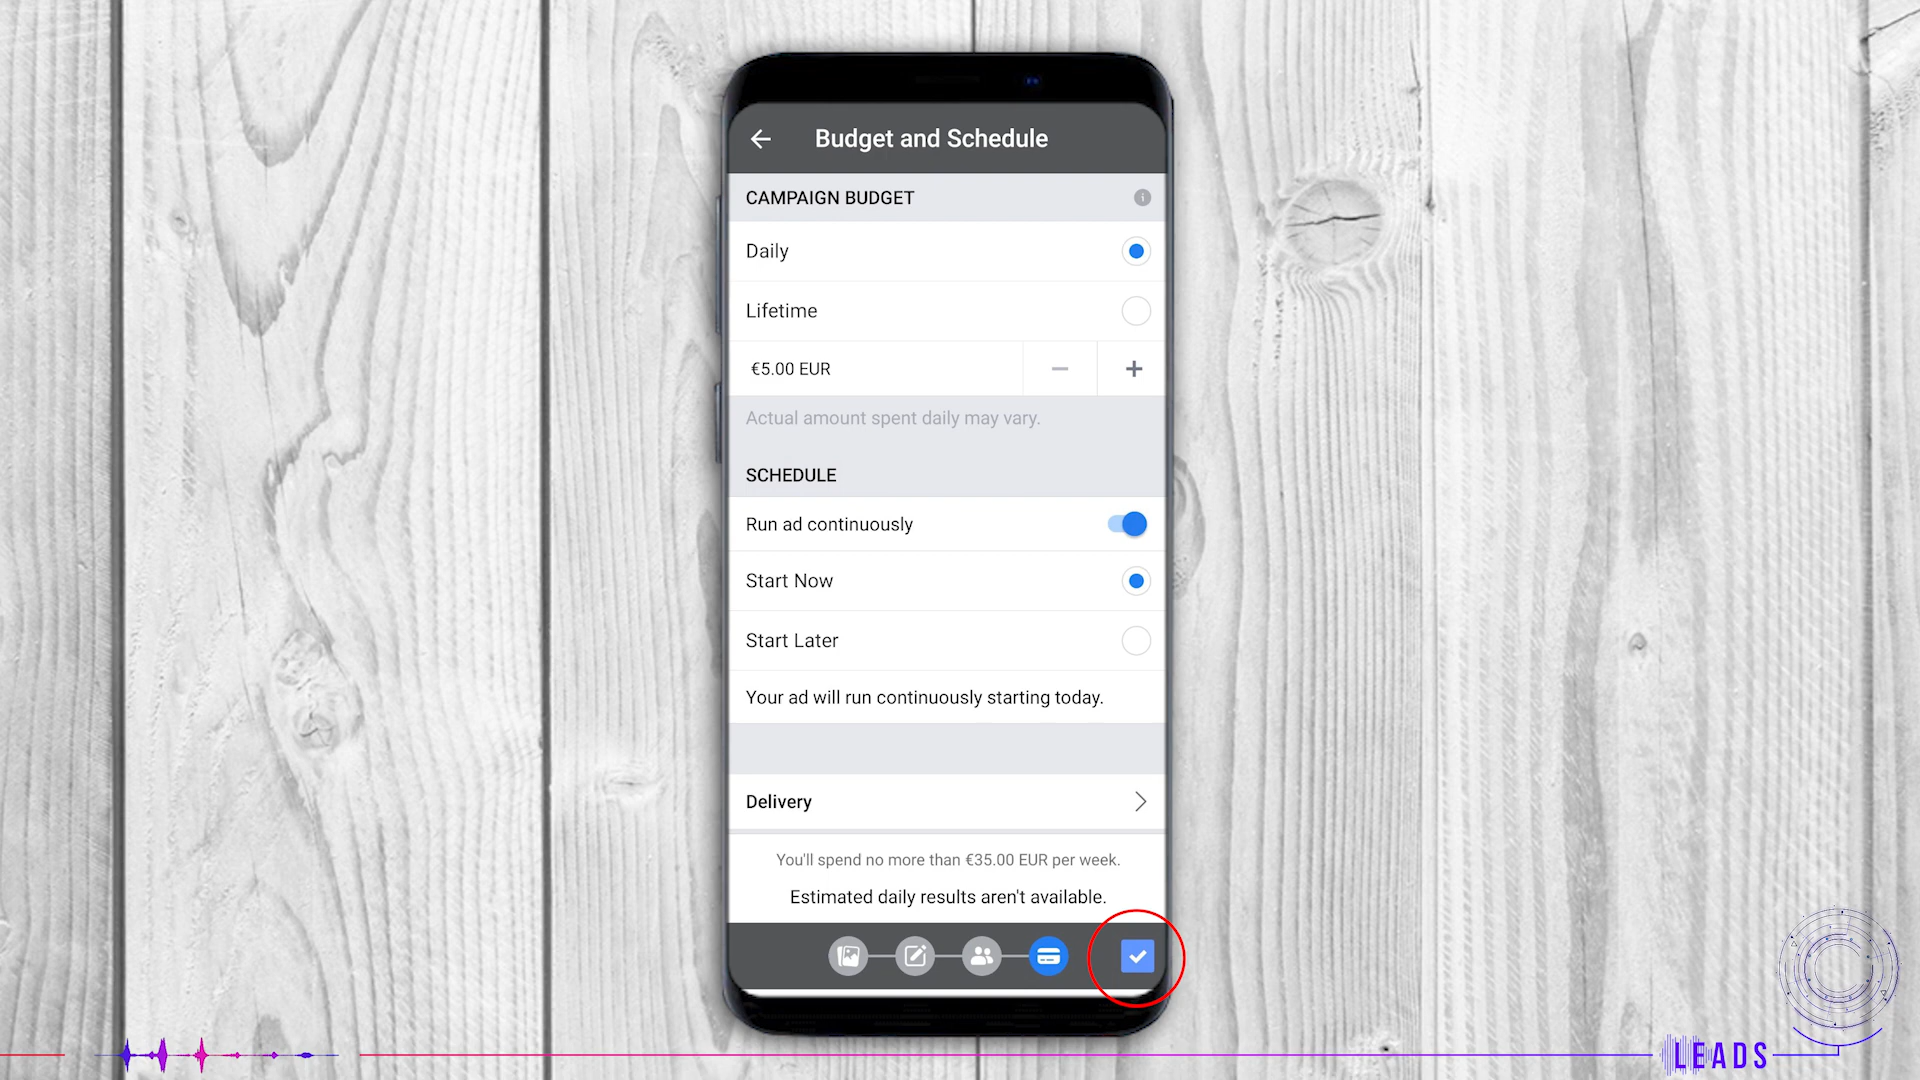 Budget and Schedule
CAMPAIGN BUDGET
Daily
Lifetime
€5.00 EUR
Actual amount spent daily may vary.
SCHEDULE
Run ad continuously
Start Now
Start Later
Your ad will run continuously starting today.
Delivery
You'll spend no more than €35.00 EUR per week.
Estimated daily results aren't available.
LEADS